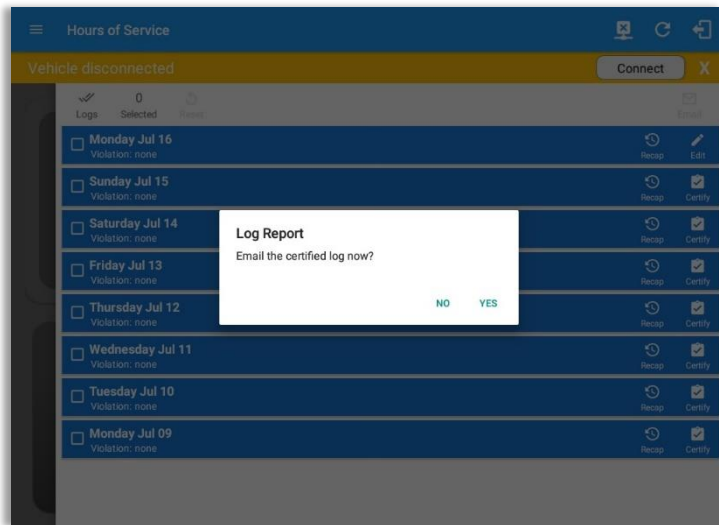 Hours of Service
Vehicle disconnected
Connect
X
Logs
0
Selected
Reset
Email
Monday Jul 16
Violation: none
Recap
Edit
Sunday Jul 15
Violation: none
Recap
Certify
Saturday Jul 14
Violation: none
Recap
Certify
Friday Jul 13
Violation: none
Recap
Certify
Thursday Jul 12
Violation: none
Recap
Certify
Wednesday Jul 11
Violation: none
Recap
Certify
Tuesday Jul 10
Violation: none
Recap
Certify
Monday Jul 09
Violation: none
Recap
Certify
Log Report
Email the certified log now?
NO
YES